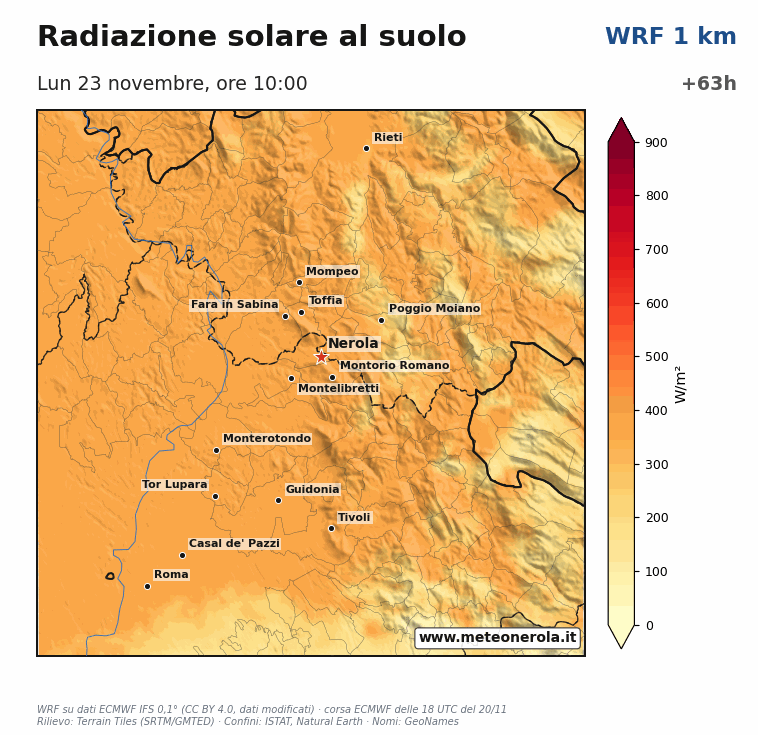 Radiazione solare al suolo
WRF 1 km
Lun 23 novembre, ore 10:00
+63h
Rieti
Mompeo
Fara in Sabina
Toffia
Poggio Moiano
Nerola
Montorio Romano
Montelibretti
Monterotondo
Tor Lupara
Guidonia
Tivoli
Casal de' Pazzi
Roma
www.meteonerola.it
900
800
700
600
500
400
300
200
100
0
W/m²
WRF su dati ECMWF IFS 0,1° (CC BY 4.0, dati modificati) · corsa ECMWF delle 18 UTC del 20/11
Rilievo: Terrain Tiles (SRTM/GMTED) · Confini: ISTAT, Natural Earth · Nomi: GeoNames